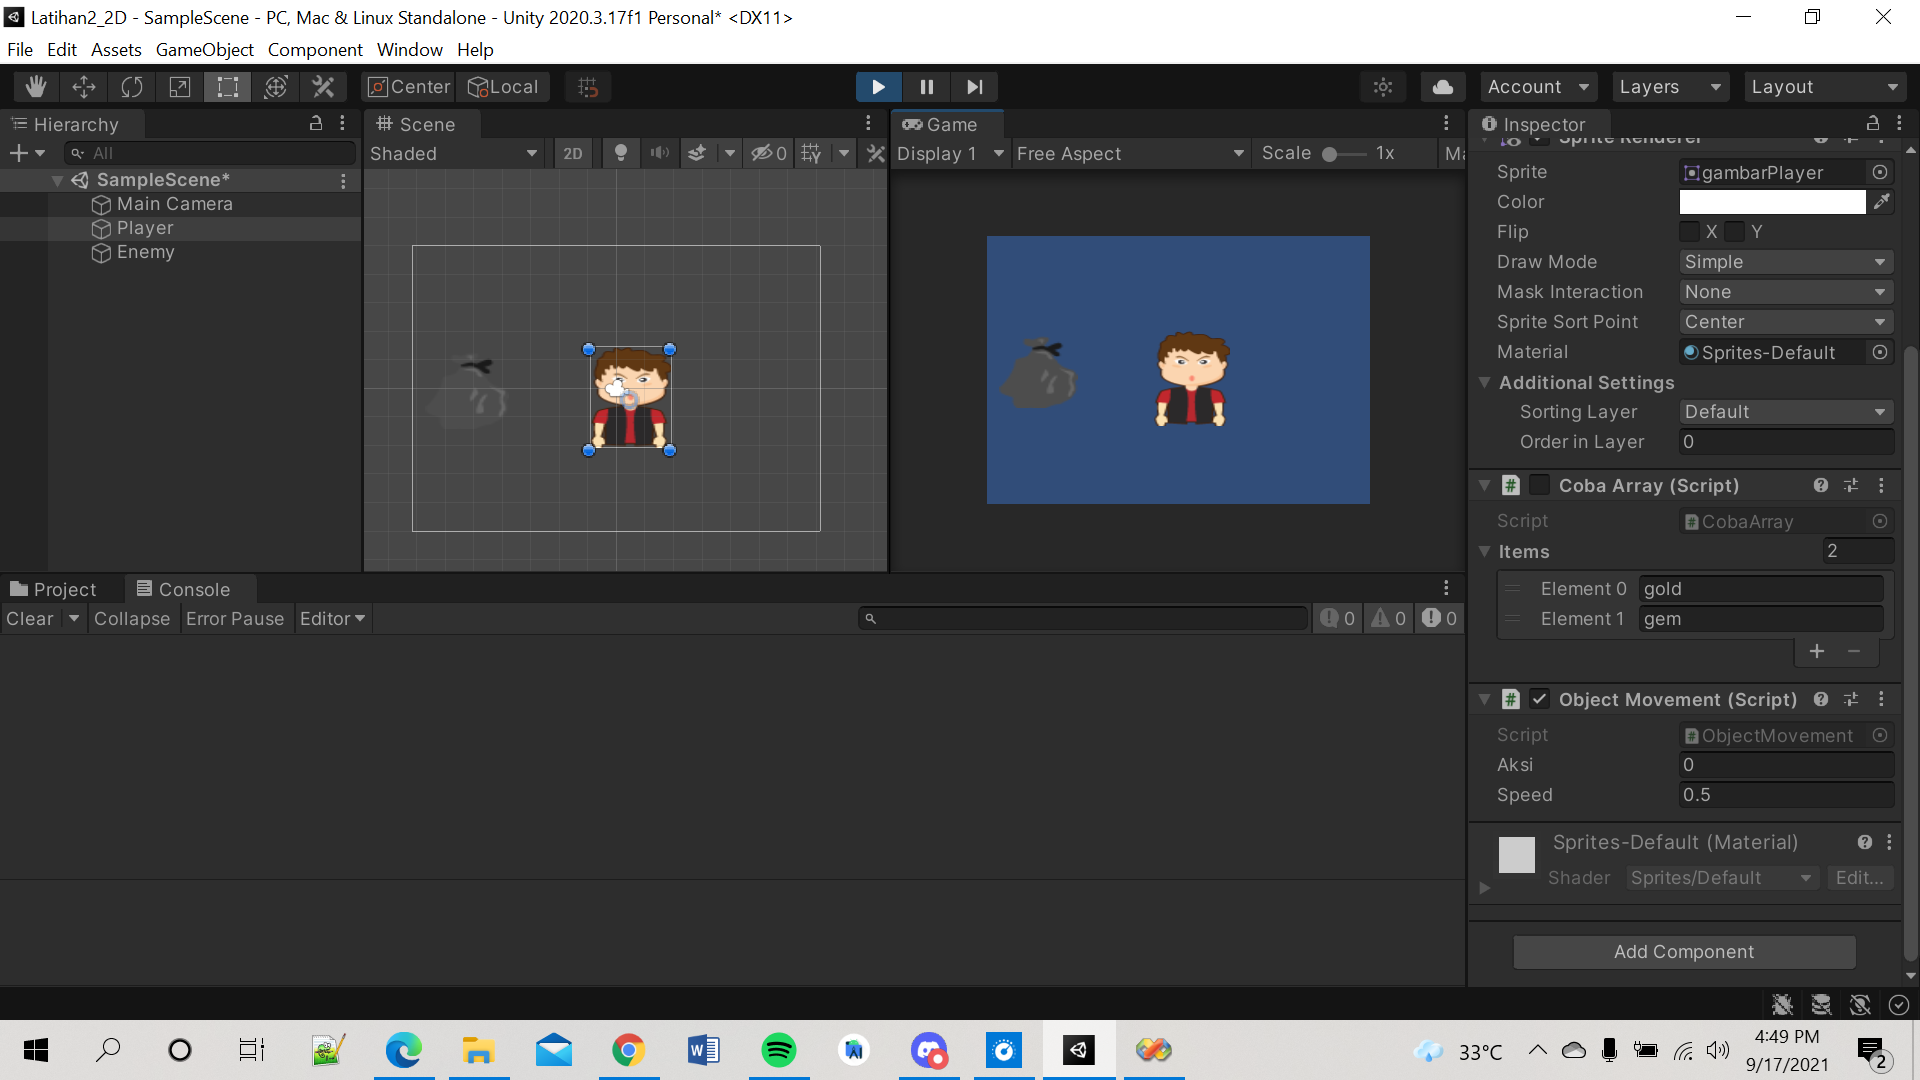 Latihan2_2D - SampleScene - PC, Mac & Linux Standalone - Unity 2020.3.17f1 Personal* <DX11>
File Edit Assets GameObject Component Window Help
Center Local Account Layers Layout
Hierarchy
All
SampleScene*
Main Camera
Player
Enemy
Scene
Shaded 2D 0
Game
Display 1 Free Aspect Scale 1x
Project Console
Clear Collapse Error Pause Editor 0 0 0
Inspector
Sprite Renderer
Sprite gambarPlayer
Color
Flip X Y
Draw Mode Simple
Mask Interaction None
Sprite Sort Point Center
Material Sprites-Default
Additional Settings
Sorting Layer Default
Order in Layer 0
# Coba Array (Script)
Script CobaArray
Items 2
Element 0 gold
Element 1 gem
# Object Movement (Script)
Script ObjectMovement
Aksi 0
Speed 0.5
Sprites-Default (Material)
Shader Sprites/Default Edit...
Add Component
33°C
4:49 PM
9/17/2021
2